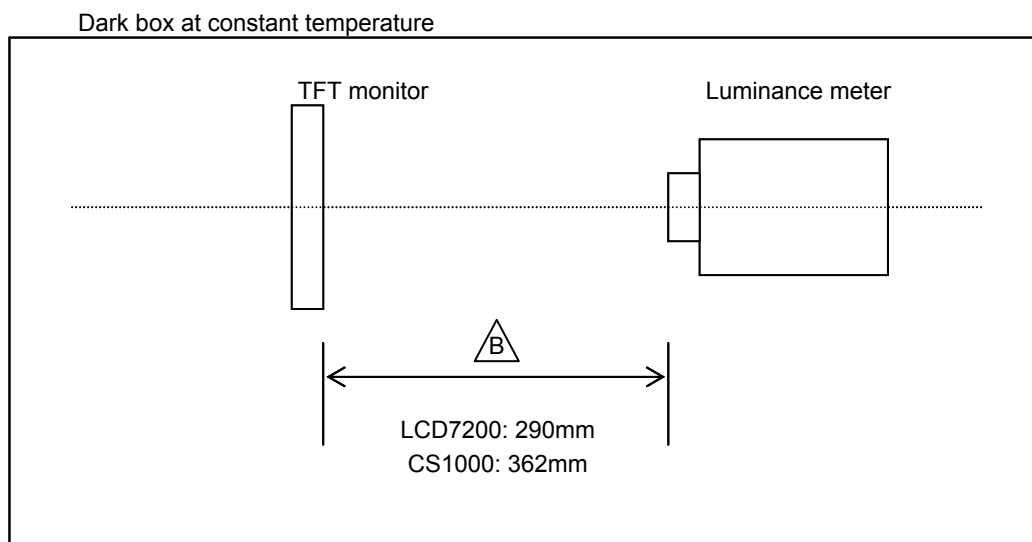 Dark box at constant temperature
TFT monitor
Luminance meter
B
LCD7200: 290mm
CS1000: 362mm